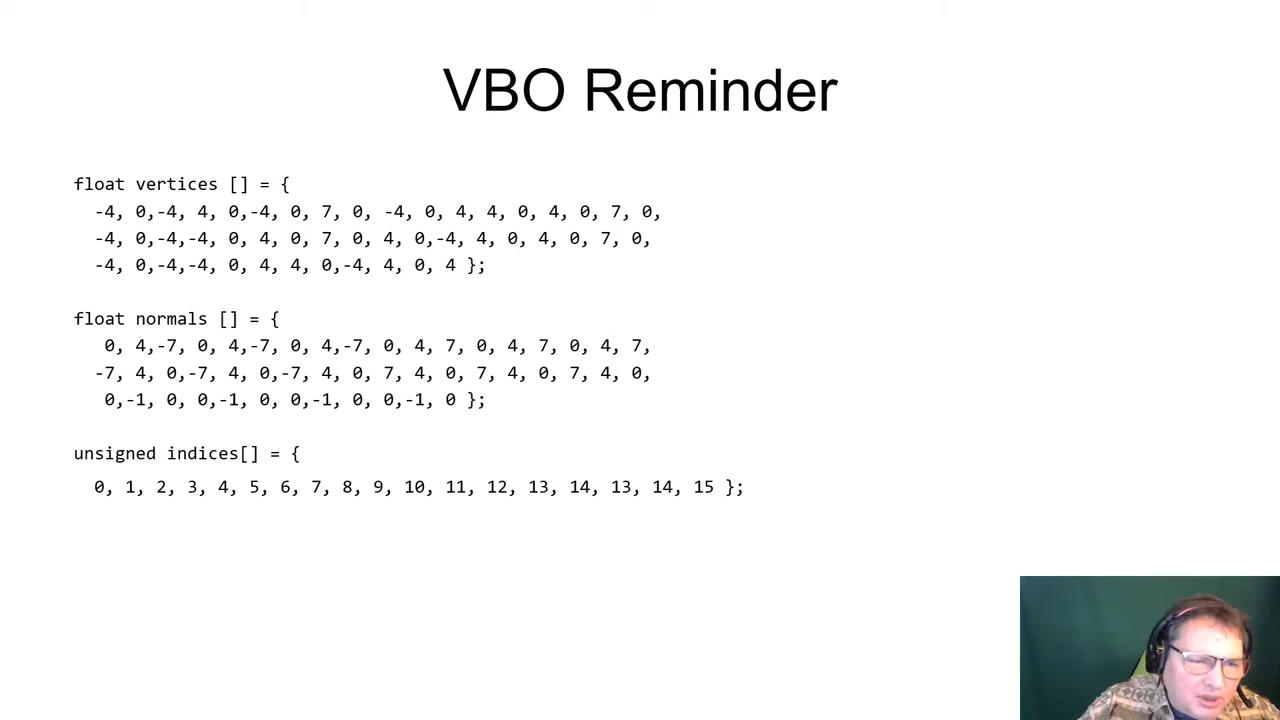 VBO Reminder
float vertices [] = {
-4, 0,-4, 4, 0,-4, 0, 7, 0, -4, 0, 4, 4, 0, 4, 0, 7, 0,
-4, 0,-4,-4, 0, 4, 0, 7, 0, 4, 0,-4, 4, 0, 4, 0, 7, 0,
-4, 0,-4,-4, 0, 4, 4, 0,-4, 4, 0, 4 };
float normals [] = {
0, 4,-7, 0, 4,-7, 0, 4,-7, 0, 4, 7, 0, 4, 7, 0, 4, 7,
-7, 4, 0,-7, 4, 0,-7, 4, 0, 7, 4, 0, 7, 4, 0, 7, 4, 0,
0,-1, 0, 0,-1, 0, 0,-1, 0, 0,-1, 0 };
unsigned indices[] = {
0, 1, 2, 3, 4, 5, 6, 7, 8, 9, 10, 11, 12, 13, 14, 13, 14, 15 };